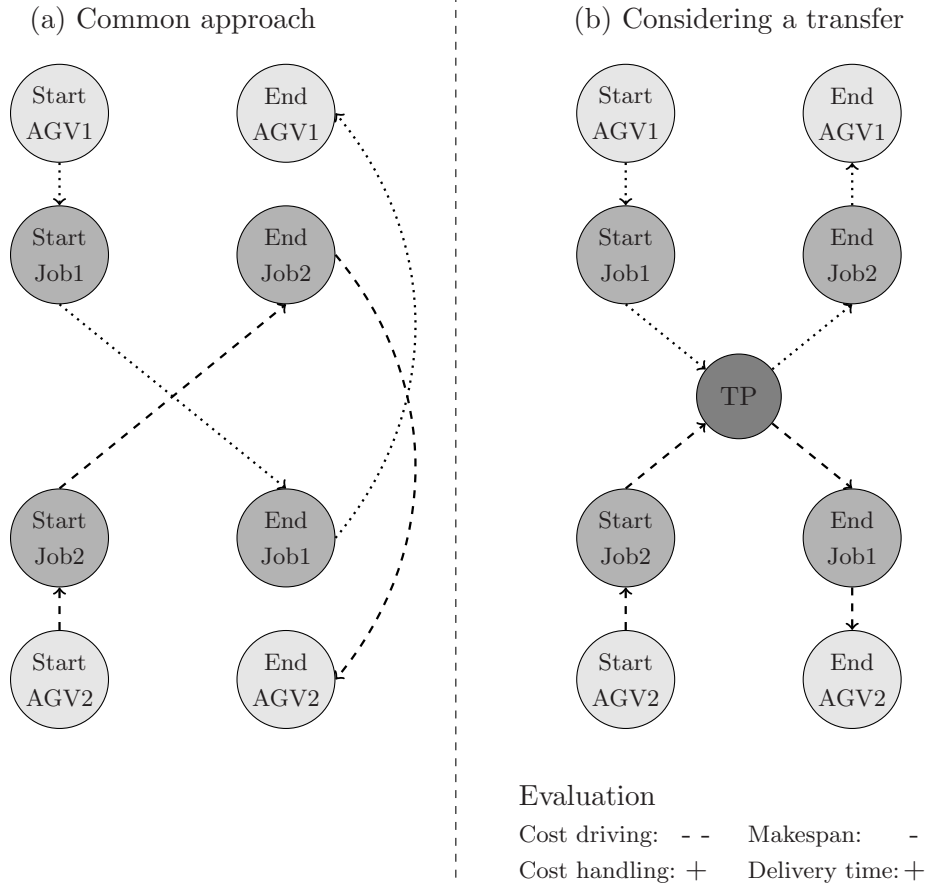 (a) Common approach
Start
AGV1
End
AGV1
Start
Job1
End
Job2
Start
Job2
End
Job1
Start
AGV2
End
AGV2
(b) Considering a transfer
Start
AGV1
End
AGV1
Start
Job1
End
Job2
TP
Start
Job2
End
Job1
Start
AGV2
End
AGV2
Evaluation
Cost driving: - - Makespan: -
Cost handling: + Delivery time: +